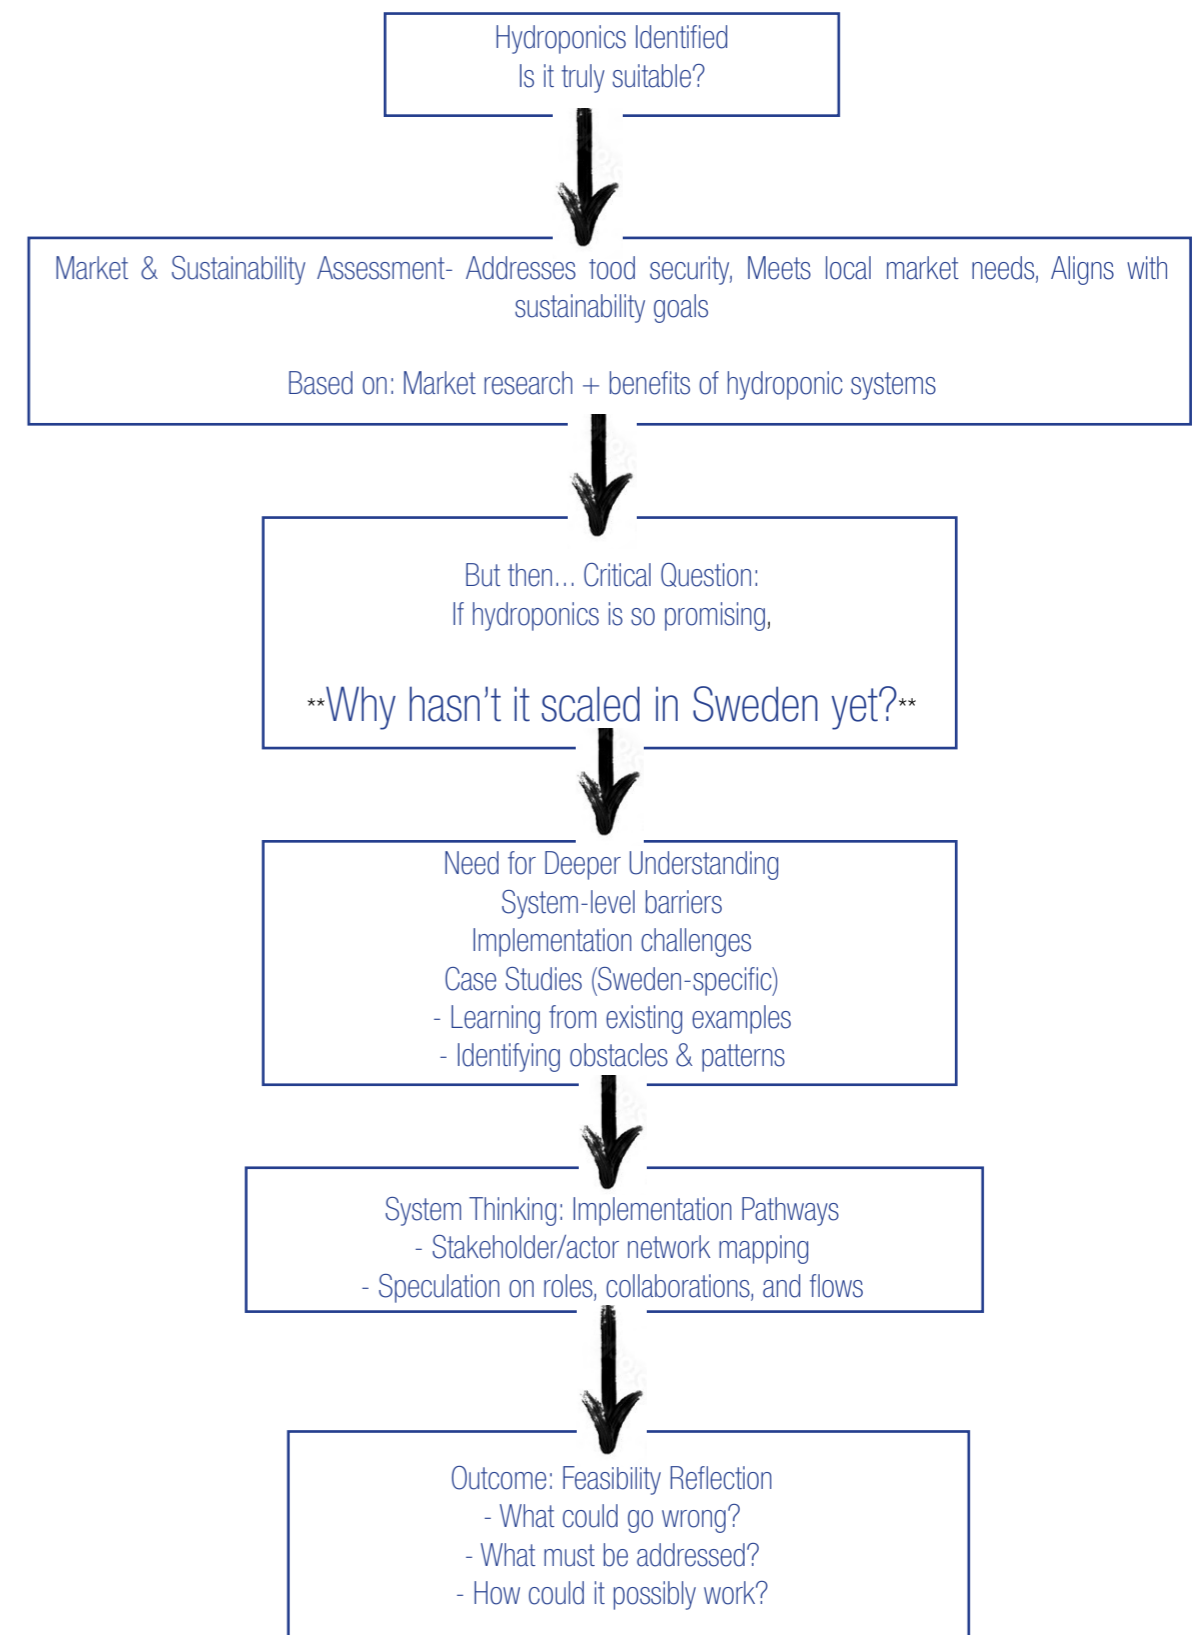 Hydroponics Identified
Is it truly suitable?
Market & Sustainability Assessment- Addresses food security, Meets local market needs, Aligns with
sustainability goals
Based on: Market research + benefits of hydroponic systems
But then... Critical Question:
If hydroponics is so promising,
**Why hasn't it scaled in Sweden yet?**
Need for Deeper Understanding
System-level barriers
Implementation challenges
Case Studies (Sweden-specific)
- Learning from existing examples
- Identifying obstacles & patterns
System Thinking: Implementation Pathways
- Stakeholder/actor network mapping
- Speculation on roles, collaborations, and flows
Outcome: Feasibility Reflection
- What could go wrong?
- What must be addressed?
- How could it possibly work?